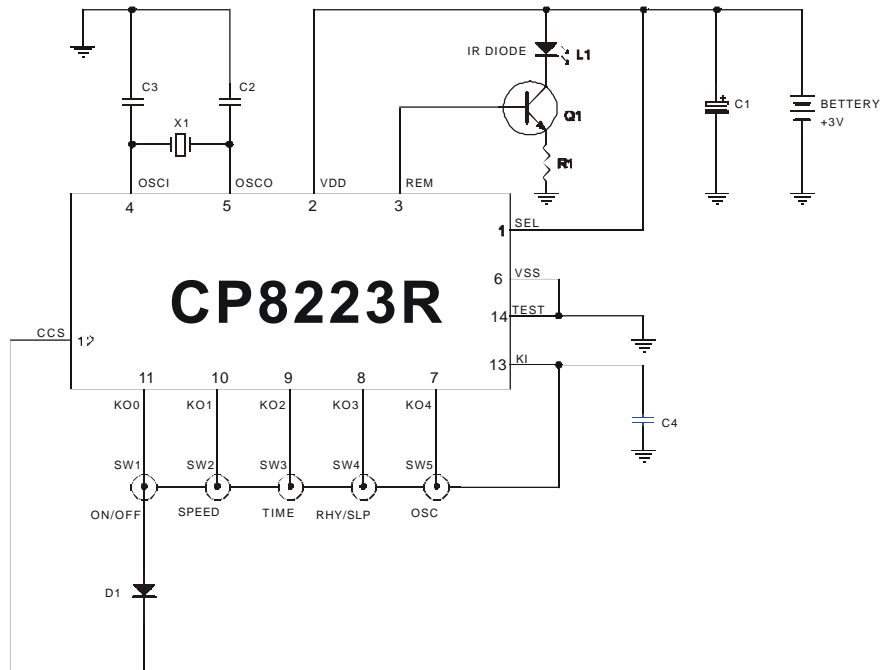 IR DIODE
L1
C3
C2
X1
Q1
C1
BETTERY
+3V
R1
OSCI
OSCO
VDD
REM
4
5
2
3
1
SEL
CP8223R
6
VSS
14
TEST
CCS
12
13
KI
11
10
9
8
7
KO0
KO1
KO2
KO3
KO4
C4
SW1
SW2
SW3
SW4
SW5
ON/OFF
SPEED
TIME
RHY/SLP
OSC
D1